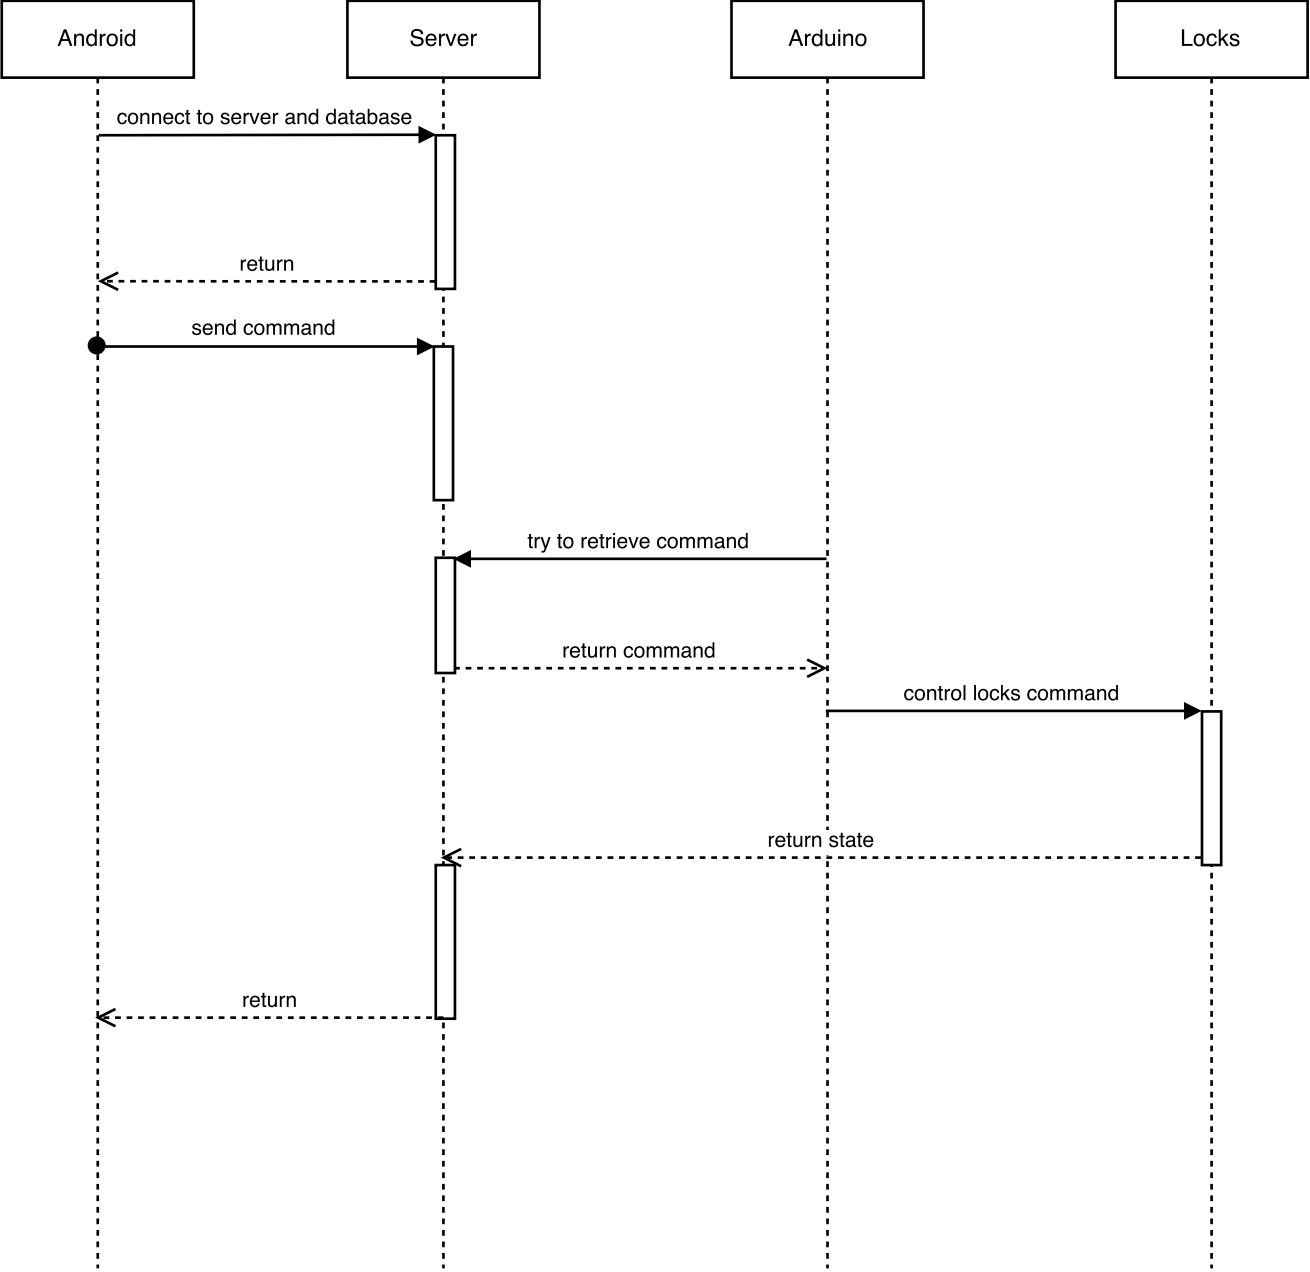 Android
Server
Arduino
Locks
connect to server and database
return
send command
try to retrieve command
return command
control locks command
return state
return